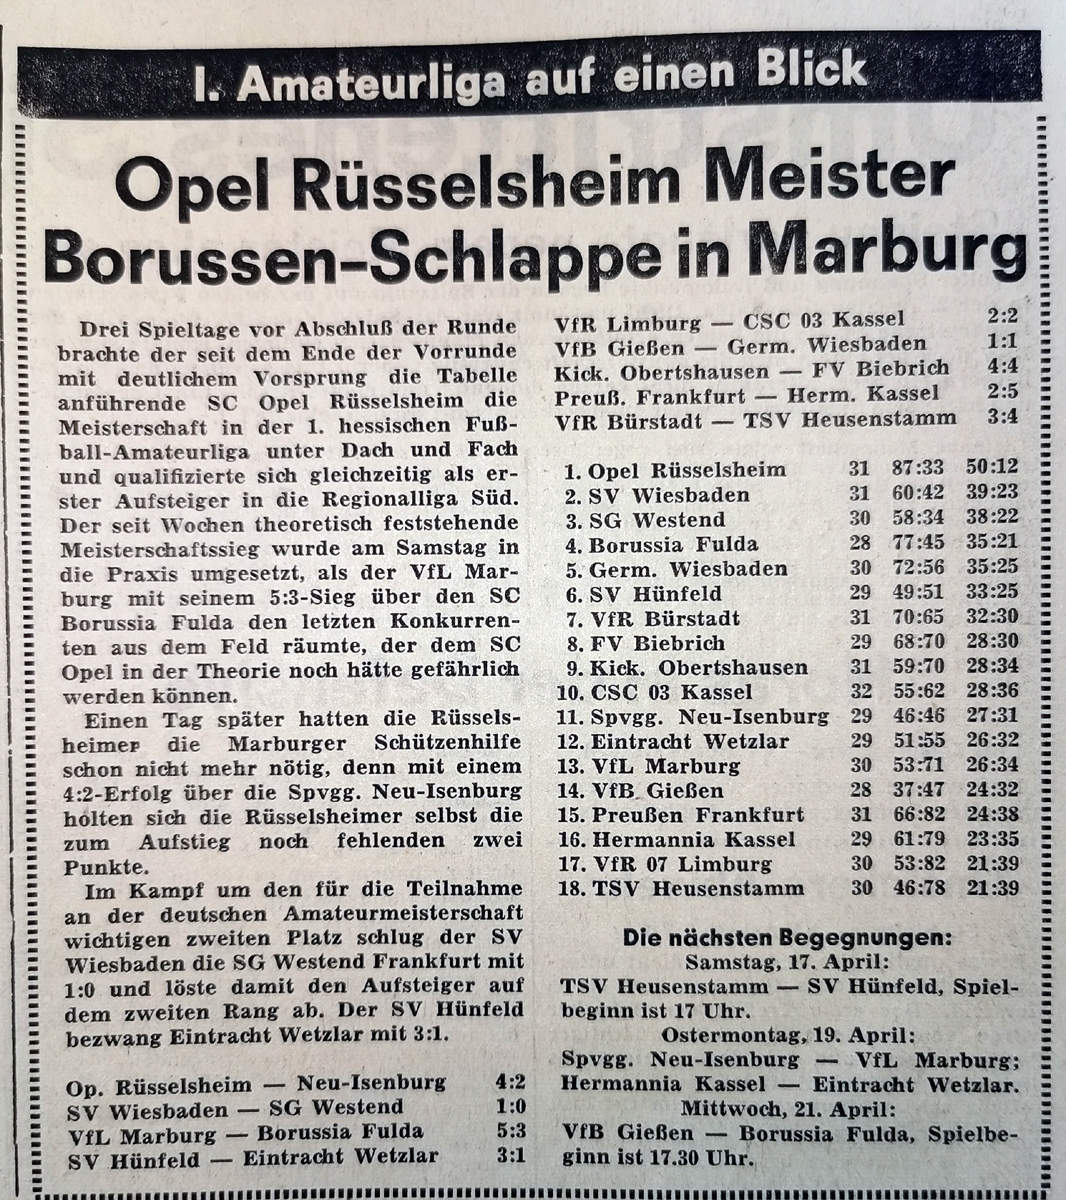 I. Amateurliga auf einen Blick
Opel Rüsselsheim Meister
Borussen-Schlappe in Marburg
Drei Spieltage vor Abschluß der Runde
brachte der seit dem Ende der Vorrunde
mit deutlichem Vorsprung die Tabelle
anführende SC Opel Rüsselsheim die
Meisterschaft in der 1. hessischen Fuß-
ball-Amateurliga unter Dach und Fach
und qualifizierte sich gleichzeitig als er-
ster Aufsteiger in die Regionalliga Süd.
Der seit Wochen theoretisch feststehende
Meisterschaftssieg wurde am Samstag in
die Praxis umgesetzt, als der VfL Mar-
burg mit seinem 5:3-Sieg über den SC
Borussia Fulda den letzten Konkurren-
ten aus dem Feld räumte, der dem SC
Opel in der Theorie noch hätte gefährlich
werden können.
Einen Tag später hatten die Rüssels-
heimer die Marburger Schützenhilfe
schon nicht mehr nötig, denn mit einem
4:2-Erfolg über die Spvgg. Neu-Isenburg
holten sich die Rüsselsheimer selbst die
zum Aufstieg noch fehlenden zwei
Punkte.
Im Kampf um den für die Teilnahme
an der deutschen Amateurmeisterschaft
wichtigen zweiten Platz schlug der SV
Wiesbaden die SG Westend Frankfurt mit
1:0 und löste damit den Aufsteiger auf
dem zweiten Rang ab. Der SV Hünfeld
bezwang Eintracht Wetzlar mit 3:1.
Op. Rüsselsheim — Neu-Isenburg 4:2
SV Wiesbaden — SG Westend 1:0
VfL Marburg — Borussia Fulda 5:3
SV Hünfeld — Eintracht Wetzlar 3:1
VfR Limburg — CSC 03 Kassel 2:2
VfB Gießen — Germ. Wiesbaden 1:1
Kick. Obertshausen — FV Biebrich 4:4
Preuß. Frankfurt — Herm. Kassel 2:5
VfR Bürstadt — TSV Heusenstamm 3:4
1. Opel Rüsselsheim 31 87:33 50:12
2. SV Wiesbaden 31 60:42 39:23
3. SG Westend 30 58:34 38:22
4. Borussia Fulda 28 77:45 35:21
5. Germ. Wiesbaden 30 72:56 35:25
6. SV Hünfeld 29 49:51 33:25
7. VfR Bürstadt 31 70:65 32:30
8. FV Biebrich 29 68:70 28:30
9. Kick. Obertshausen 31 59:70 28:34
10. CSC 03 Kassel 32 55:62 28:36
11. Spvgg. Neu-Isenburg 29 46:46 27:31
12. Eintracht Wetzlar 29 51:55 26:32
13. VfL Marburg 30 53:71 26:34
14. VfB Gießen 28 37:47 24:32
15. Preußen Frankfurt 31 66:82 24:38
16. Hermannia Kassel 29 61:79 23:35
17. VfR 07 Limburg 30 53:82 21:39
18. TSV Heusenstamm 30 46:78 21:39
Die nächsten Begegnungen:
Samstag, 17. April:
TSV Heusenstamm — SV Hünfeld, Spiel-
beginn ist 17 Uhr.
Ostermontag, 19. April:
Spvgg. Neu-Isenburg — VfL Marburg;
Hermannia Kassel — Eintracht Wetzlar.
Mittwoch, 21. April:
VfB Gießen — Borussia Fulda, Spielbe-
ginn ist 17.30 Uhr.